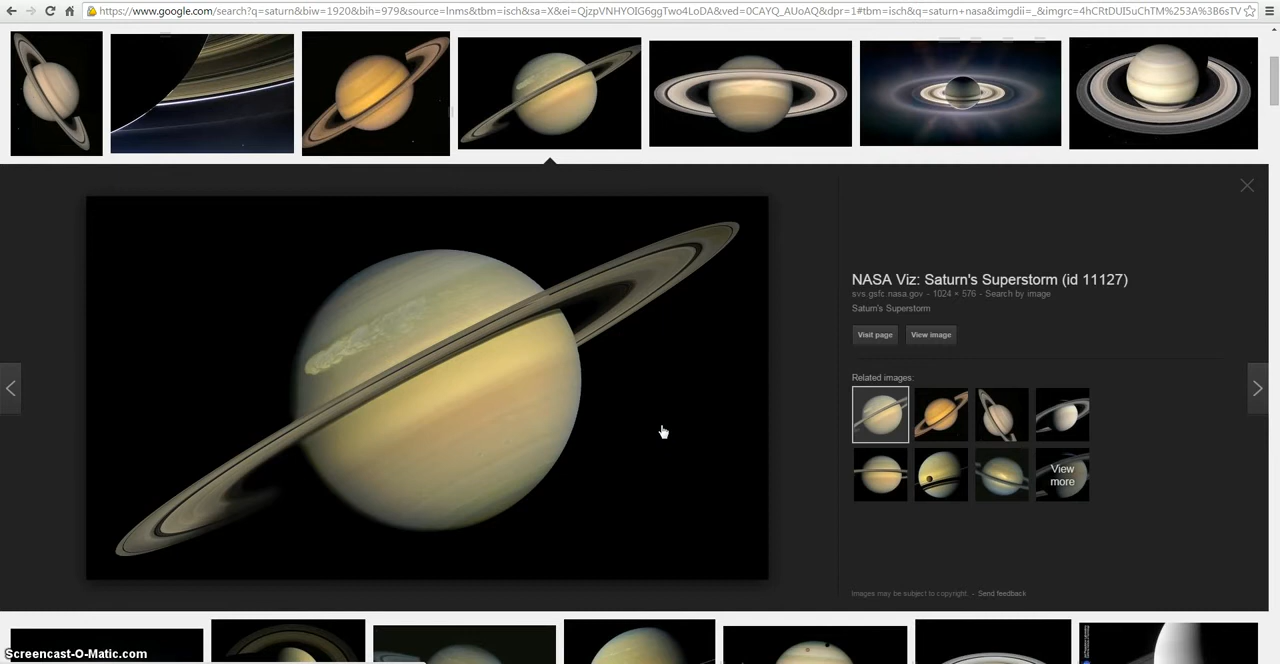 https://www.google.com/search?q=saturn&biw=1920&bih=979&source=lnms&tbm=isch&sa=X&ei=QjzpVNHYOIG6ggTwo4LoDA&ved=0CAYQ_AUoAQ&dpr=1#tbm=isch&q=saturn+nasa&imgdii=_&imgrc=4hCRtDUI5uChTM%253A%3B6sTV
NASA Viz: Saturn's Superstorm (id 11127)
svs.gsfc.nasa.gov - 1024 × 576 - Search by image
Saturn's Superstorm
Visit page View image
Related images:
View
more
Images may be subject to copyright. - Send feedback
Screencast-O-Matic.com